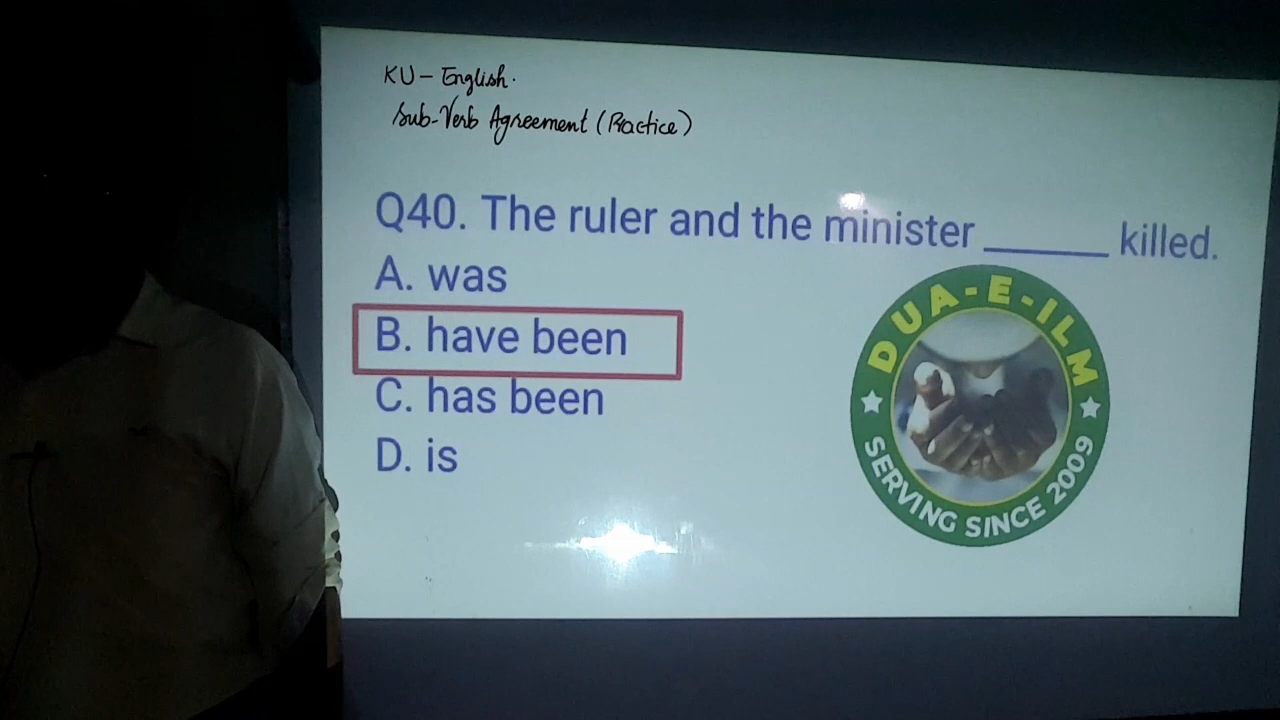 KU - English.
Sub-Verb Agreement (Practice)
Q40. The ruler and the minister ______ killed.
A. was
B. have been
C. has been
D. is
DUA-E-ILM
SERVING SINCE 2009